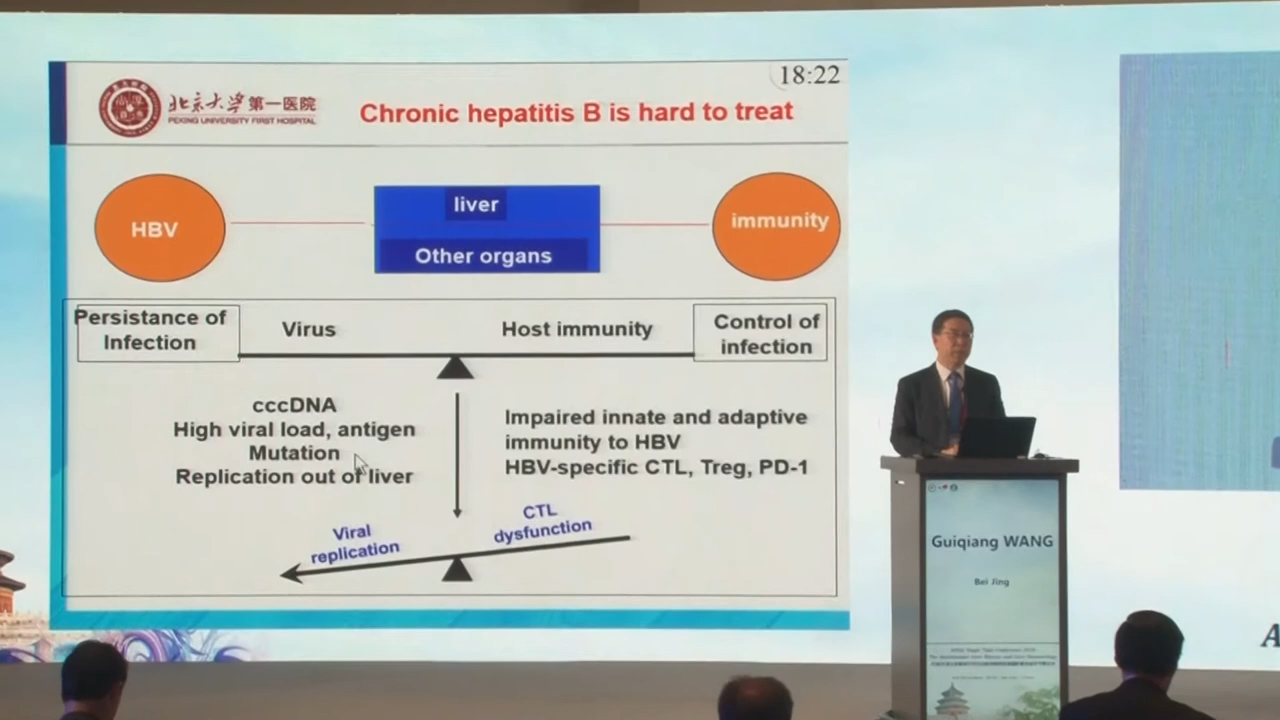 18:22
北京大学第一医院
PEKING UNIVERSITY FIRST HOSPITAL
Chronic hepatitis B is hard to treat
HBV
liver
Other organs
immunity
Persistance of
Infection
Virus
Host immunity
Control of
infection
cccDNA
High viral load, antigen
Mutation
Replication out of liver
Impaired innate and adaptive
immunity to HBV
HBV-specific CTL, Treg, PD-1
Viral
replication
CTL
dysfunction
Guiqiang WANG
Bei Jing